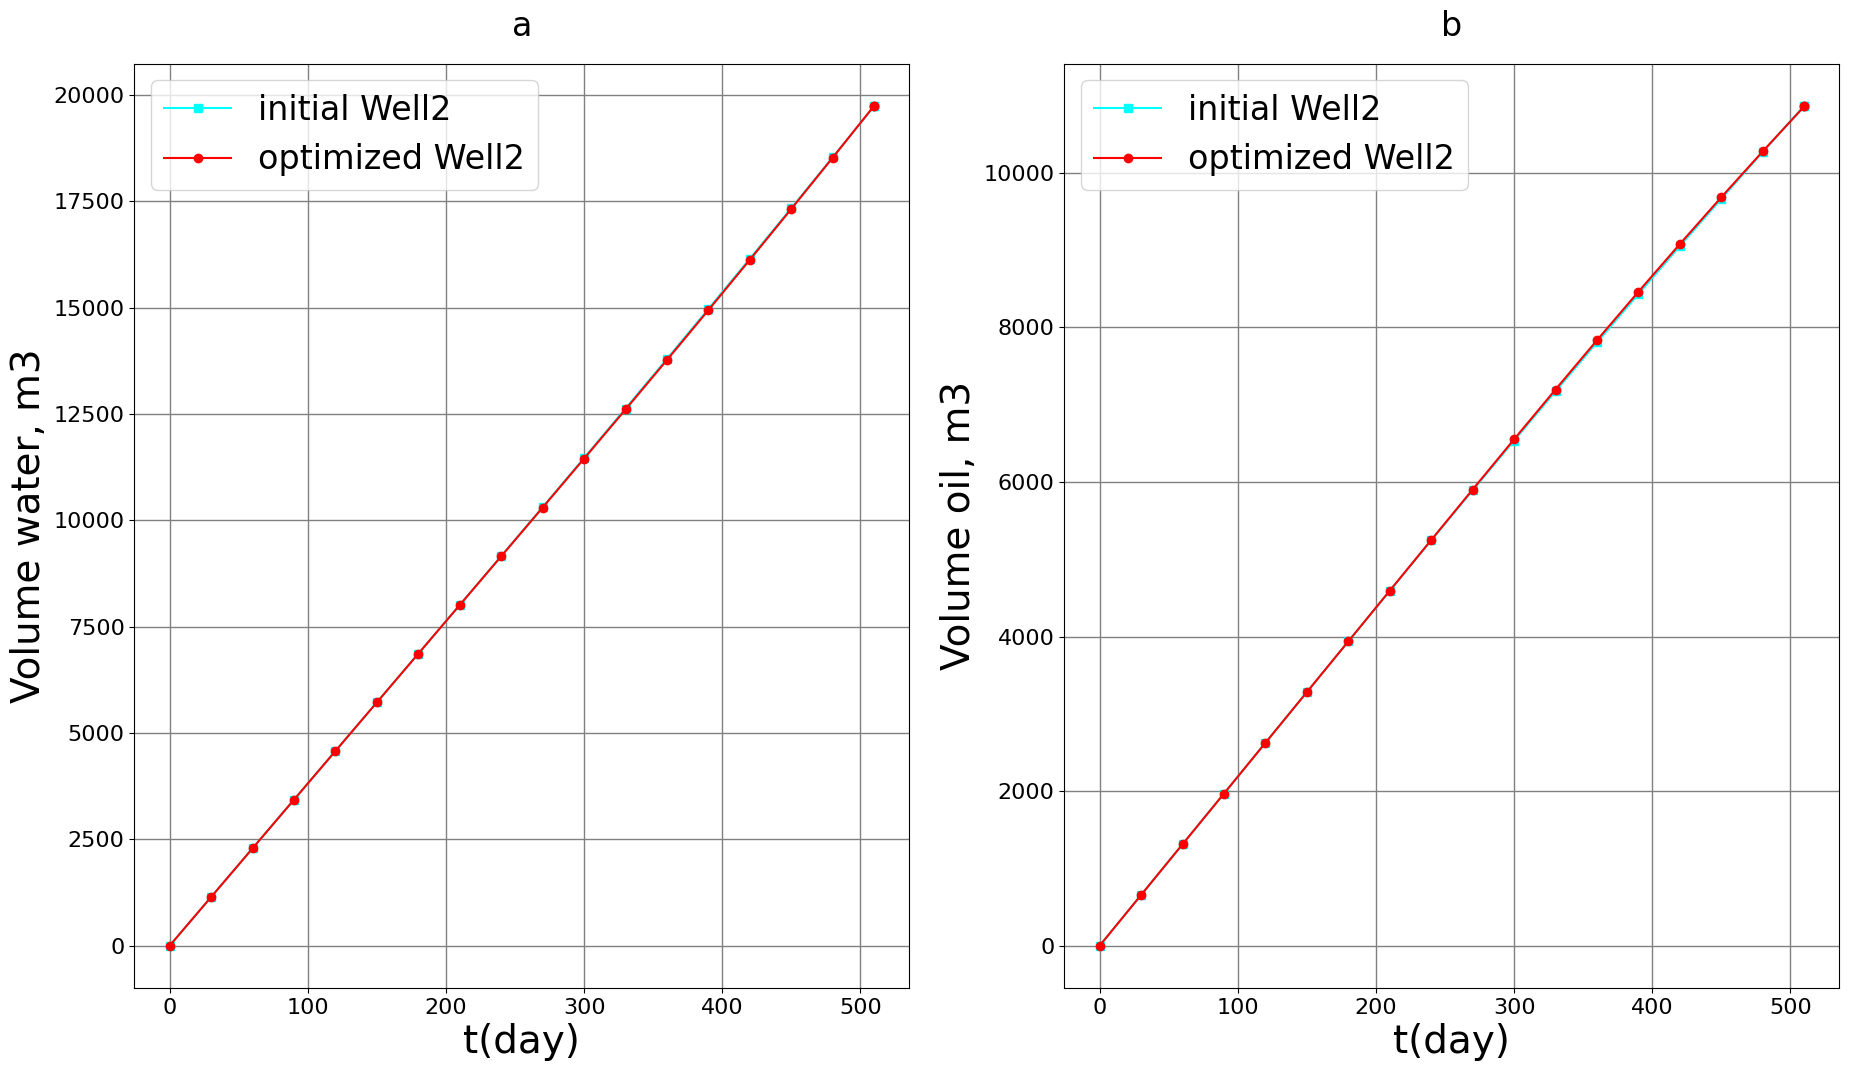 a
initial Well2
optimized Well2
20000
17500
15000
12500
10000
7500
5000
2500
0
Volume water, m3
0 100 200 300 400 500
t(day)
b
initial Well2
optimized Well2
10000
8000
6000
4000
2000
0
Volume oil, m3
0 100 200 300 400 500
t(day)